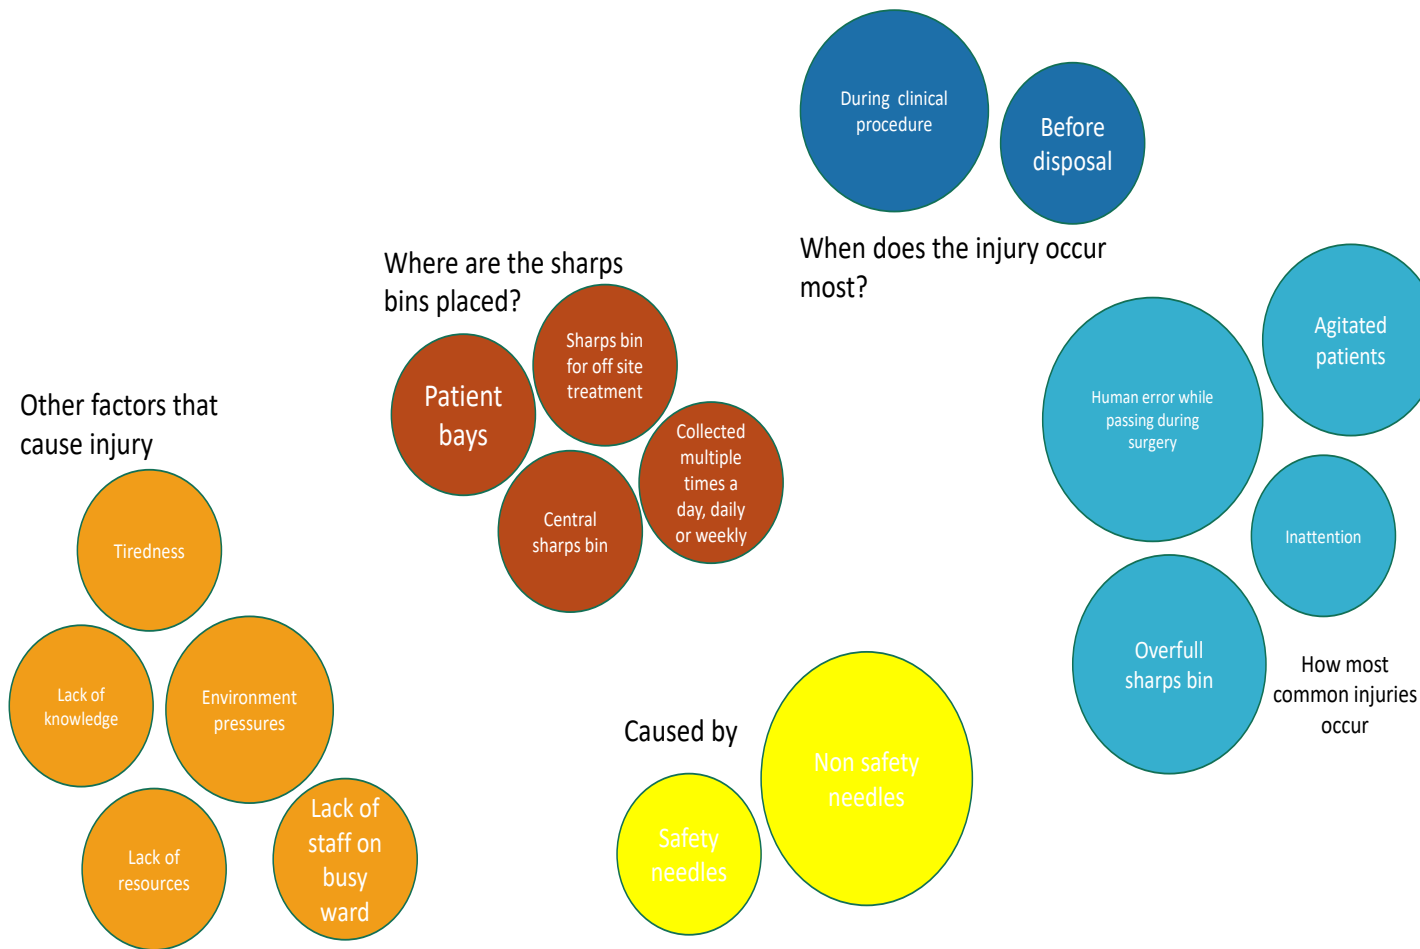 During clinical
procedure
Before
disposal
When does the injury occur
most?
Where are the sharps
bins placed?
Sharps bin
for off site
treatment
Patient
bays
Collected
multiple
times a
day, daily
or weekly
Central
sharps bin
Agitated
patients
Human error while
passing during
surgery
Inattention
Overfull
sharps bin
How most
common injuries
occur
Other factors that
cause injury
Tiredness
Lack of
knowledge
Environment
pressures
Lack of
resources
Lack of
staff on
busy
ward
Caused by
Non safety
needles
Safety
needles